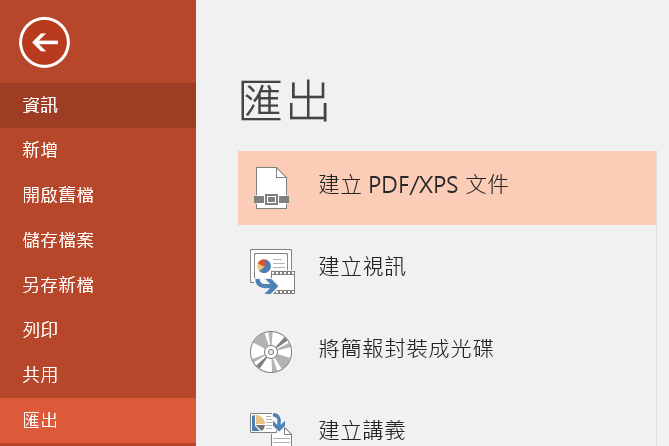 資訊
新增
開啟舊檔
儲存檔案
另存新檔
列印
共用
匯出
匯出
建立 PDF/XPS 文件
建立視訊
將簡報封裝成光碟
建立講義